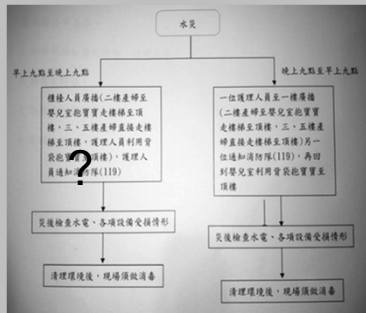 水災
早上九點至晚上九點
晚上九點至早上九點
櫃檯人員廣播(二樓產婦至
嬰兒室抱寶寶走樓梯至頂
樓,三、五樓產婦直接走樓
梯至頂樓,護理人員利用背
袋抱寶寶至頂樓),護理人
員通知消防隊(119)
?
一位護理人員至一樓廣播
(二樓產婦至嬰兒室抱寶寶
走樓梯至頂樓,三、五樓產
婦直接走樓梯至頂樓)另一
位通知消防隊(119),再回
到嬰兒室利用背袋抱寶寶至
頂樓
災後檢查水電、各項設備受損情形
災後檢查水電、各項設備受損情形
清理環境後,現場須做消毒
清理環境後,現場須做消毒